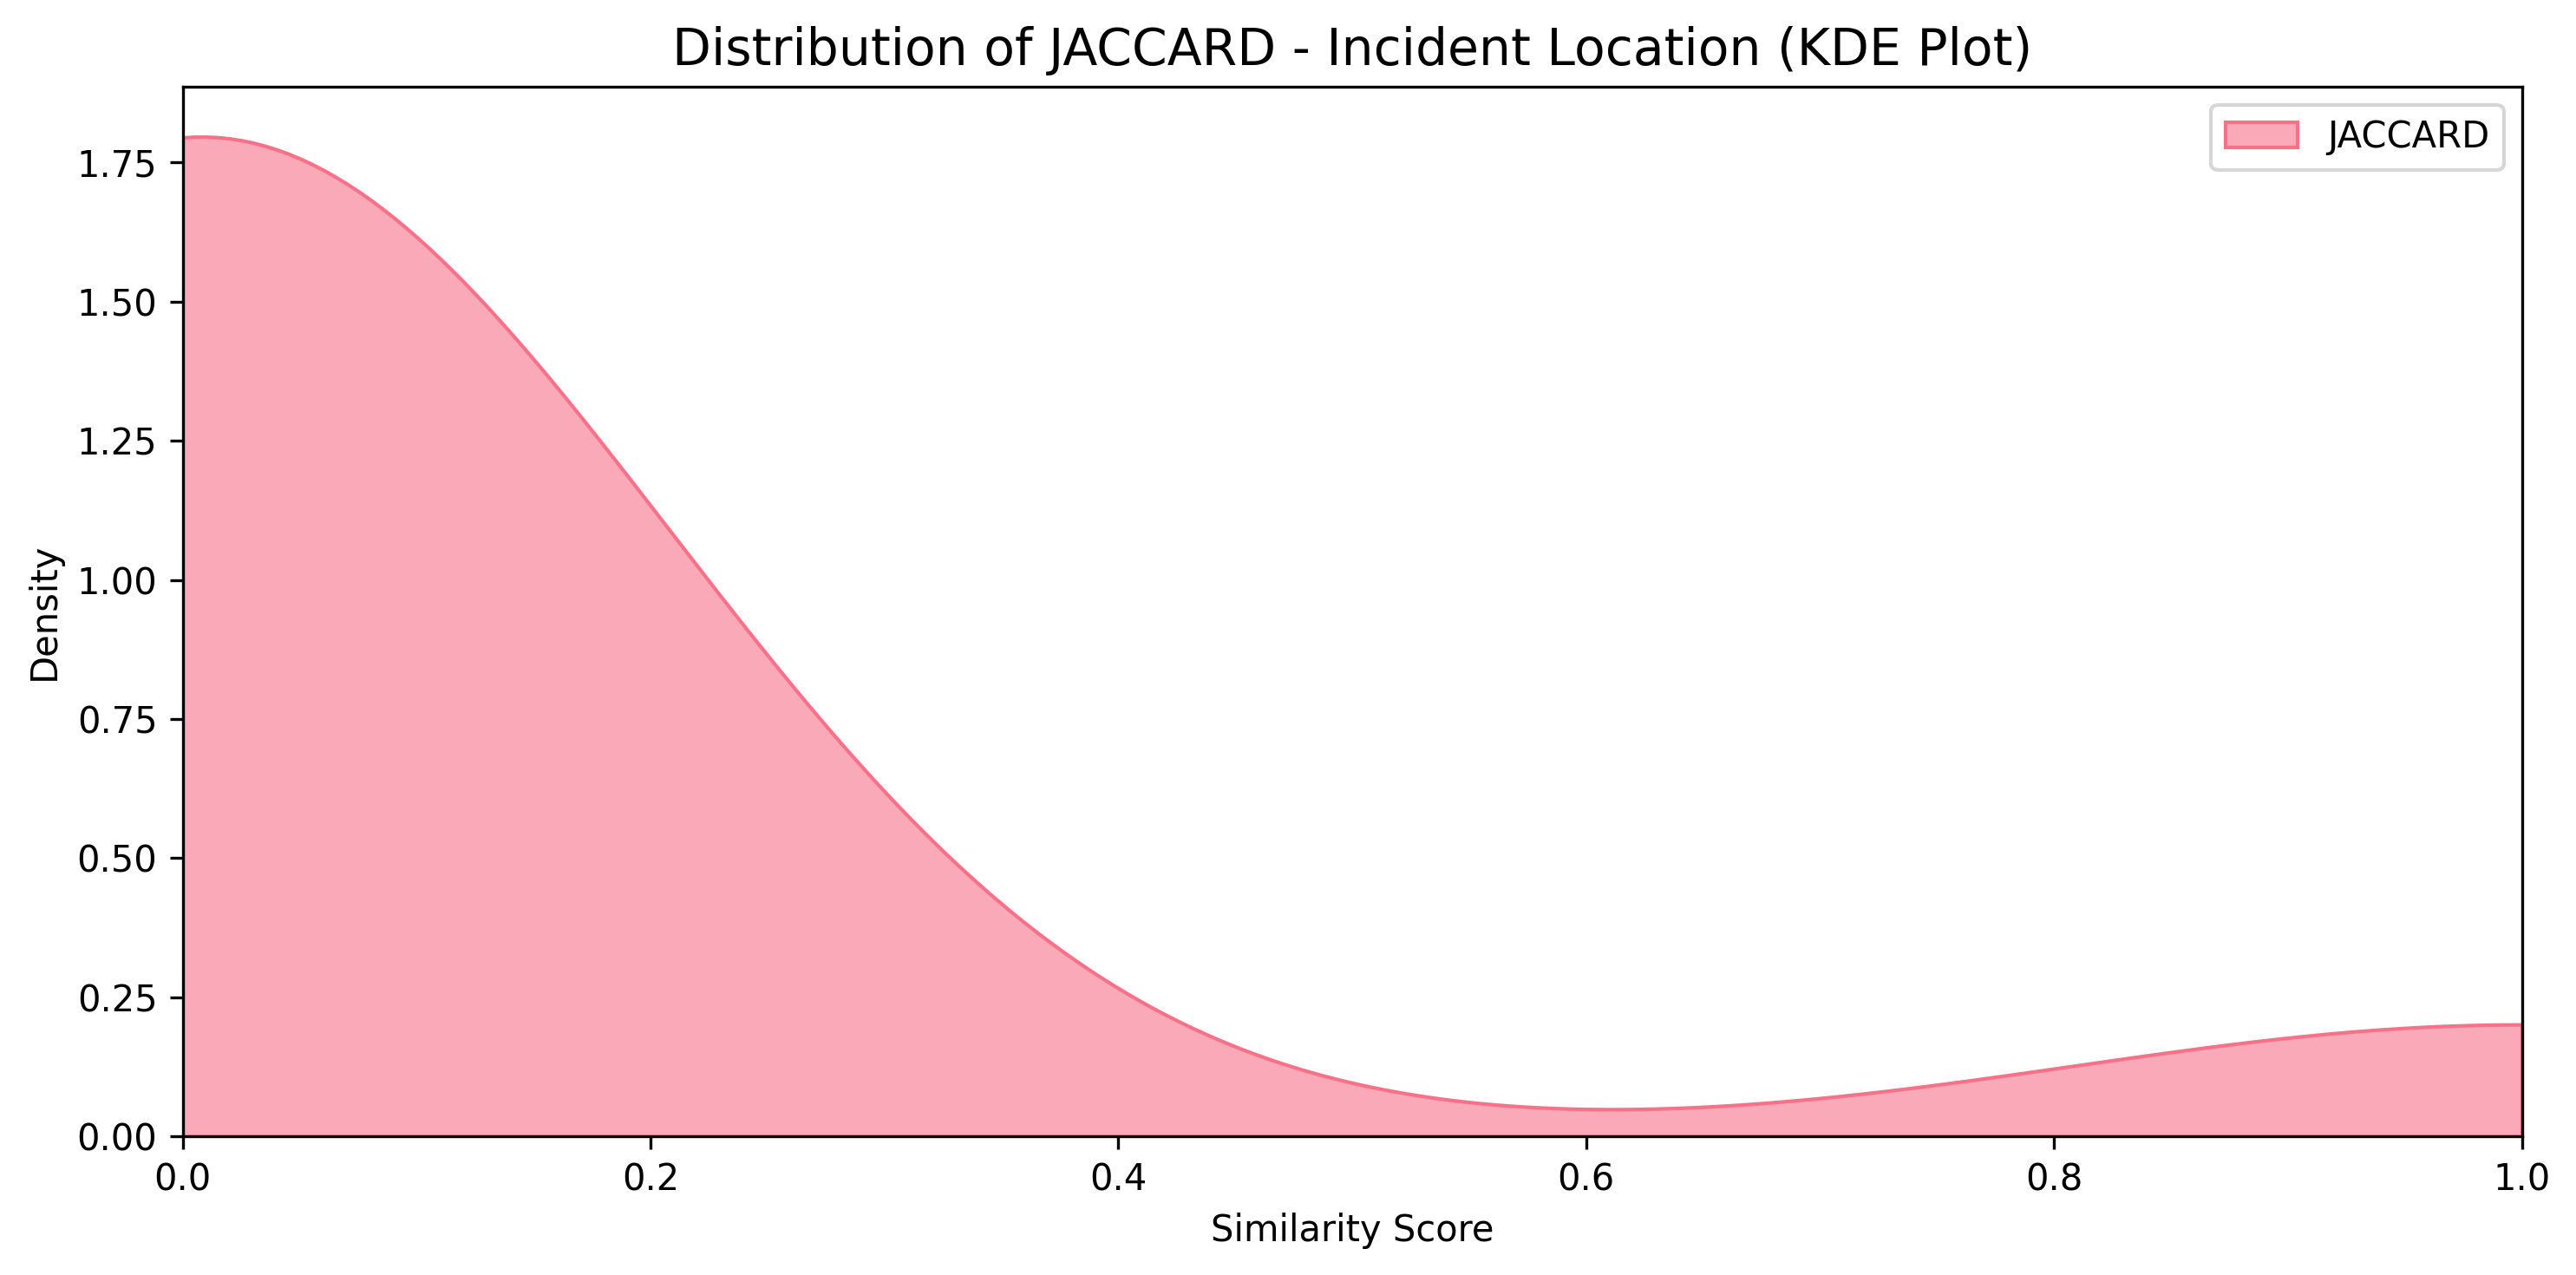 Distribution of JACCARD - Incident Location (KDE Plot)
JACCARD
1.75
1.50
1.25
1.00
0.75
0.50
0.25
0.00
Density
0.0 0.2 0.4 0.6 0.8 1.0
Similarity Score